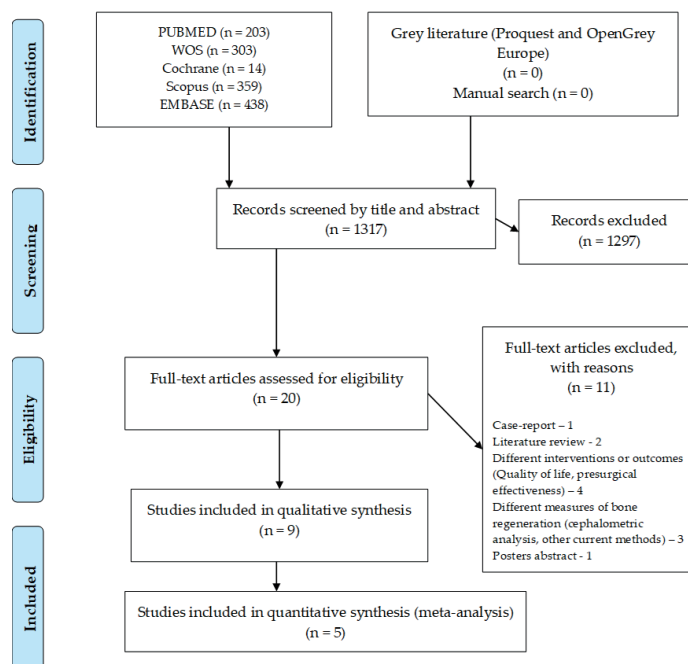 Identification
PUBMED (n = 203)
WOS (n = 303)
Cochrane (n = 14)
Scopus (n = 359)
EMBASE (n = 438)
Grey literature (Proquest and OpenGrey
Europe)
(n = 0)
Manual search (n = 0)
Screening
Records screened by title and abstract
(n = 1317)
Records excluded
(n = 1297)
Eligibility
Full-text articles assessed for eligibility
(n = 20)
Full-text articles excluded,
with reasons
(n = 11)
Case-report – 1
Literature review - 2
Different interventions or outcomes
(Quality of life, presurgical
effectiveness) – 4
Different measures of bone
regeneration (cephalometric
analysis, other current methods) – 3
Posters abstract - 1
Studies included in qualitative synthesis
(n = 9)
Included
Studies included in quantitative synthesis (meta-analysis)
(n = 5)